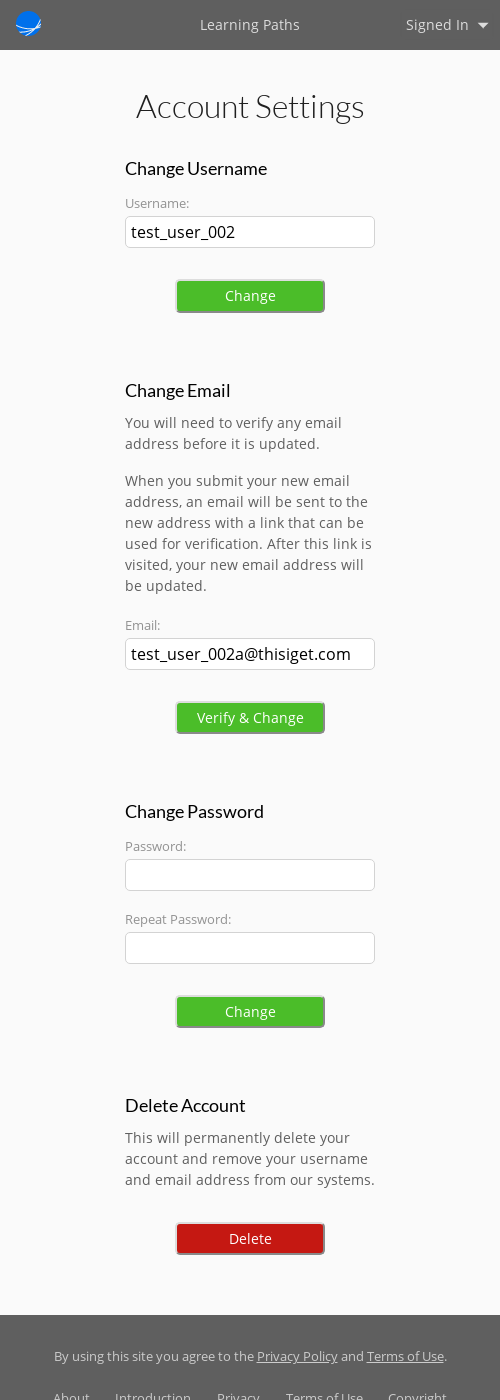 Learning Paths
Signed In
Account Settings
Change Username
Username:
test_user_002
Change
Change Email
You will need to verify any email
address before it is updated.
When you submit your new email
address, an email will be sent to the
new address with a link that can be
used for verification. After this link is
visited, your new email address will
be updated.
Email:
test_user_002a@thisiget.com
Verify & Change
Change Password
Password:
Repeat Password:
Change
Delete Account
This will permanently delete your
account and remove your username
and email address from our systems.
Delete
By using this site you agree to the Privacy Policy and Terms of Use.
About Introduction Privacy Terms of Use Copyright